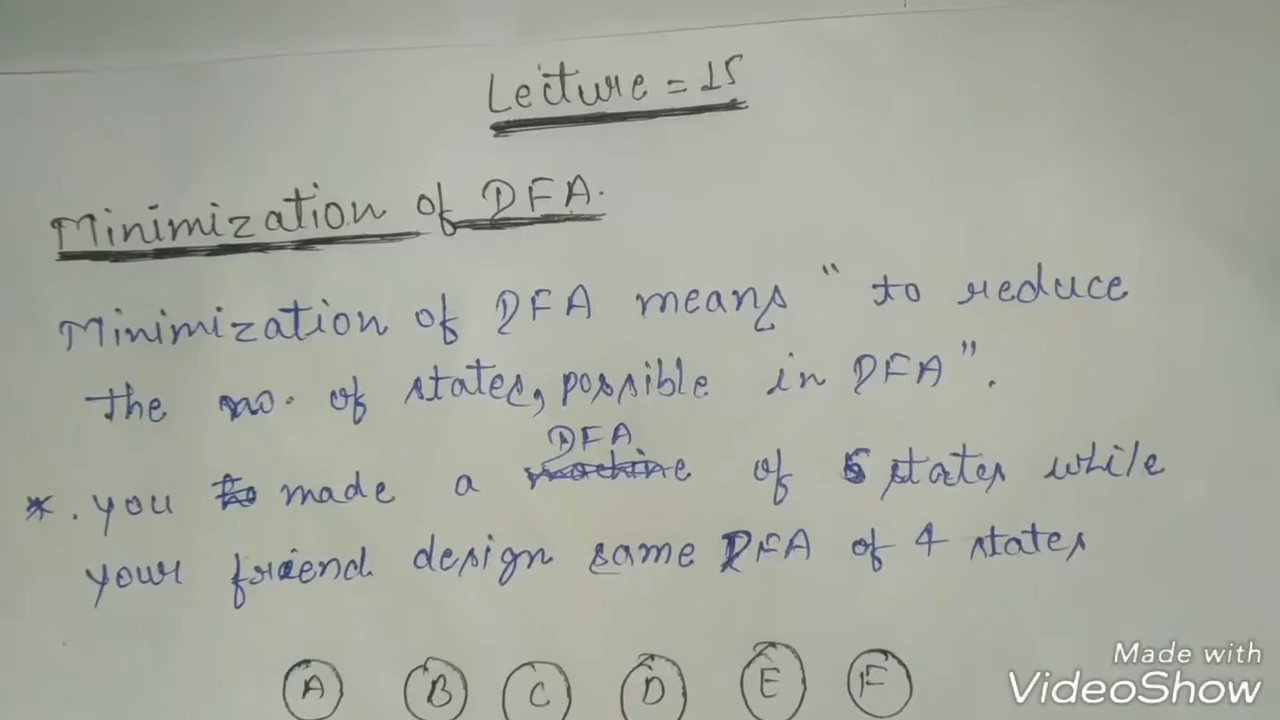 Lecture = 15
Minimization of DFA.
Minimization of DFA means " to reduce
the no. of states, possible in DFA ".
DFA
*. you made a of 5 states while
your friend design same DFA of 4 states
A B C D E F
Made with
VideoShow